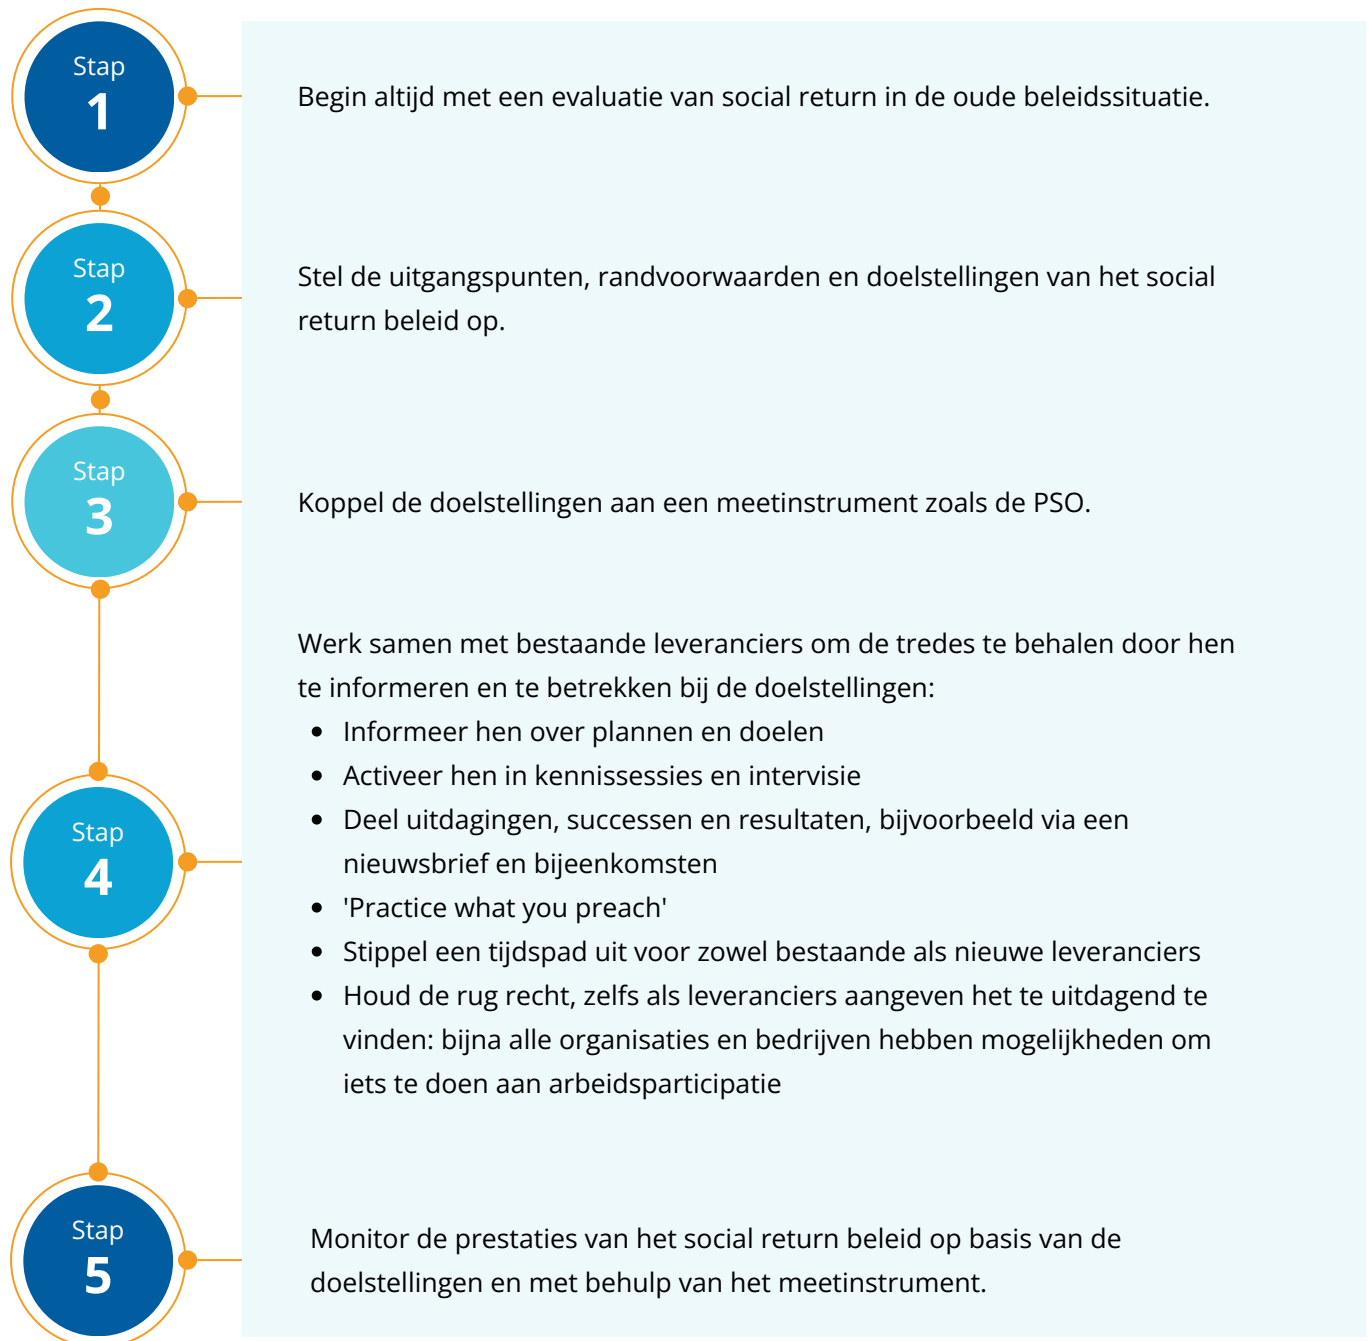 Stap
1
Begin altijd met een evaluatie van social return in de oude beleidssituatie.
Stap
2
Stel de uitgangspunten, randvoorwaarden en doelstellingen van het social
return beleid op.
Stap
3
Koppel de doelstellingen aan een meetinstrument zoals de PSO.
Stap
4
Werk samen met bestaande leveranciers om de tredes te behalen door hen
te informeren en te betrekken bij de doelstellingen:
• Informeer hen over plannen en doelen
• Activeer hen in kennissessies en intervisie
• Deel uitdagingen, successen en resultaten, bijvoorbeeld via een
nieuwsbrief en bijeenkomsten
• 'Practice what you preach'
• Stippel een tijdspad uit voor zowel bestaande als nieuwe leveranciers
• Houd de rug recht, zelfs als leveranciers aangeven het te uitdagend te
vinden: bijna alle organisaties en bedrijven hebben mogelijkheden om
iets te doen aan arbeidsparticipatie
Stap
5
Monitor de prestaties van het social return beleid op basis van de
doelstellingen en met behulp van het meetinstrument.